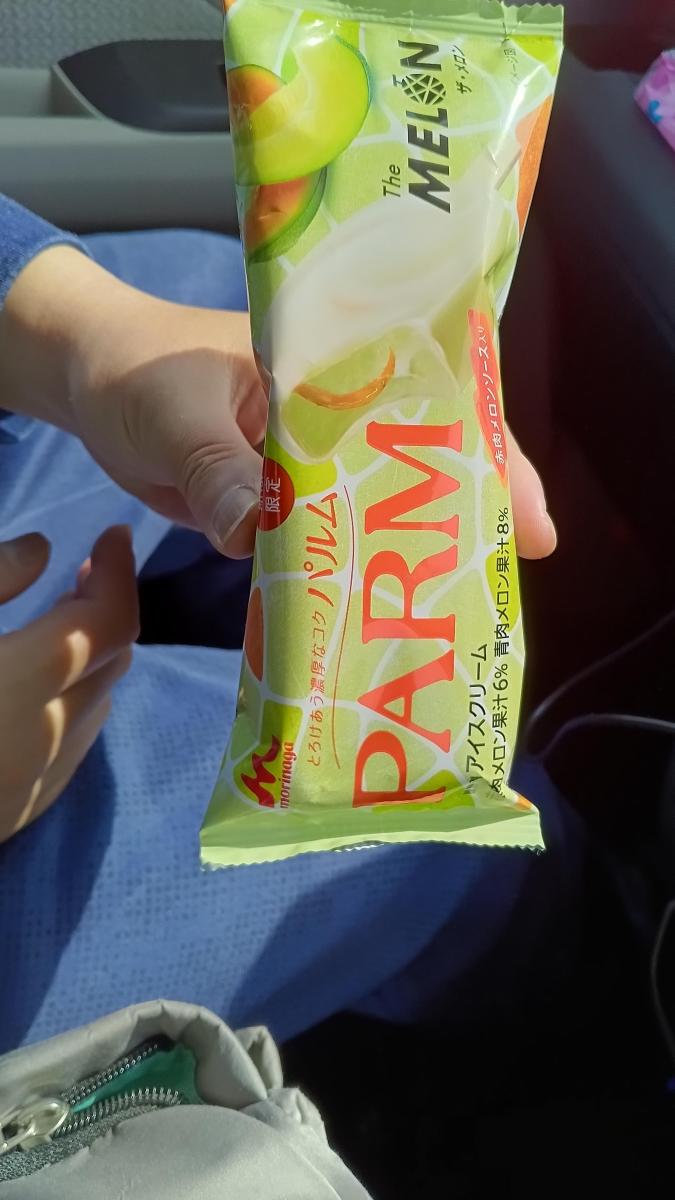 The
MELON
ザ・メロン
赤肉メロンソース入り
限定
とろけあう濃厚なコク パルム
PARM
morinaga
アイスクリーム
肉メロン果汁6% 青肉メロン果汁8%